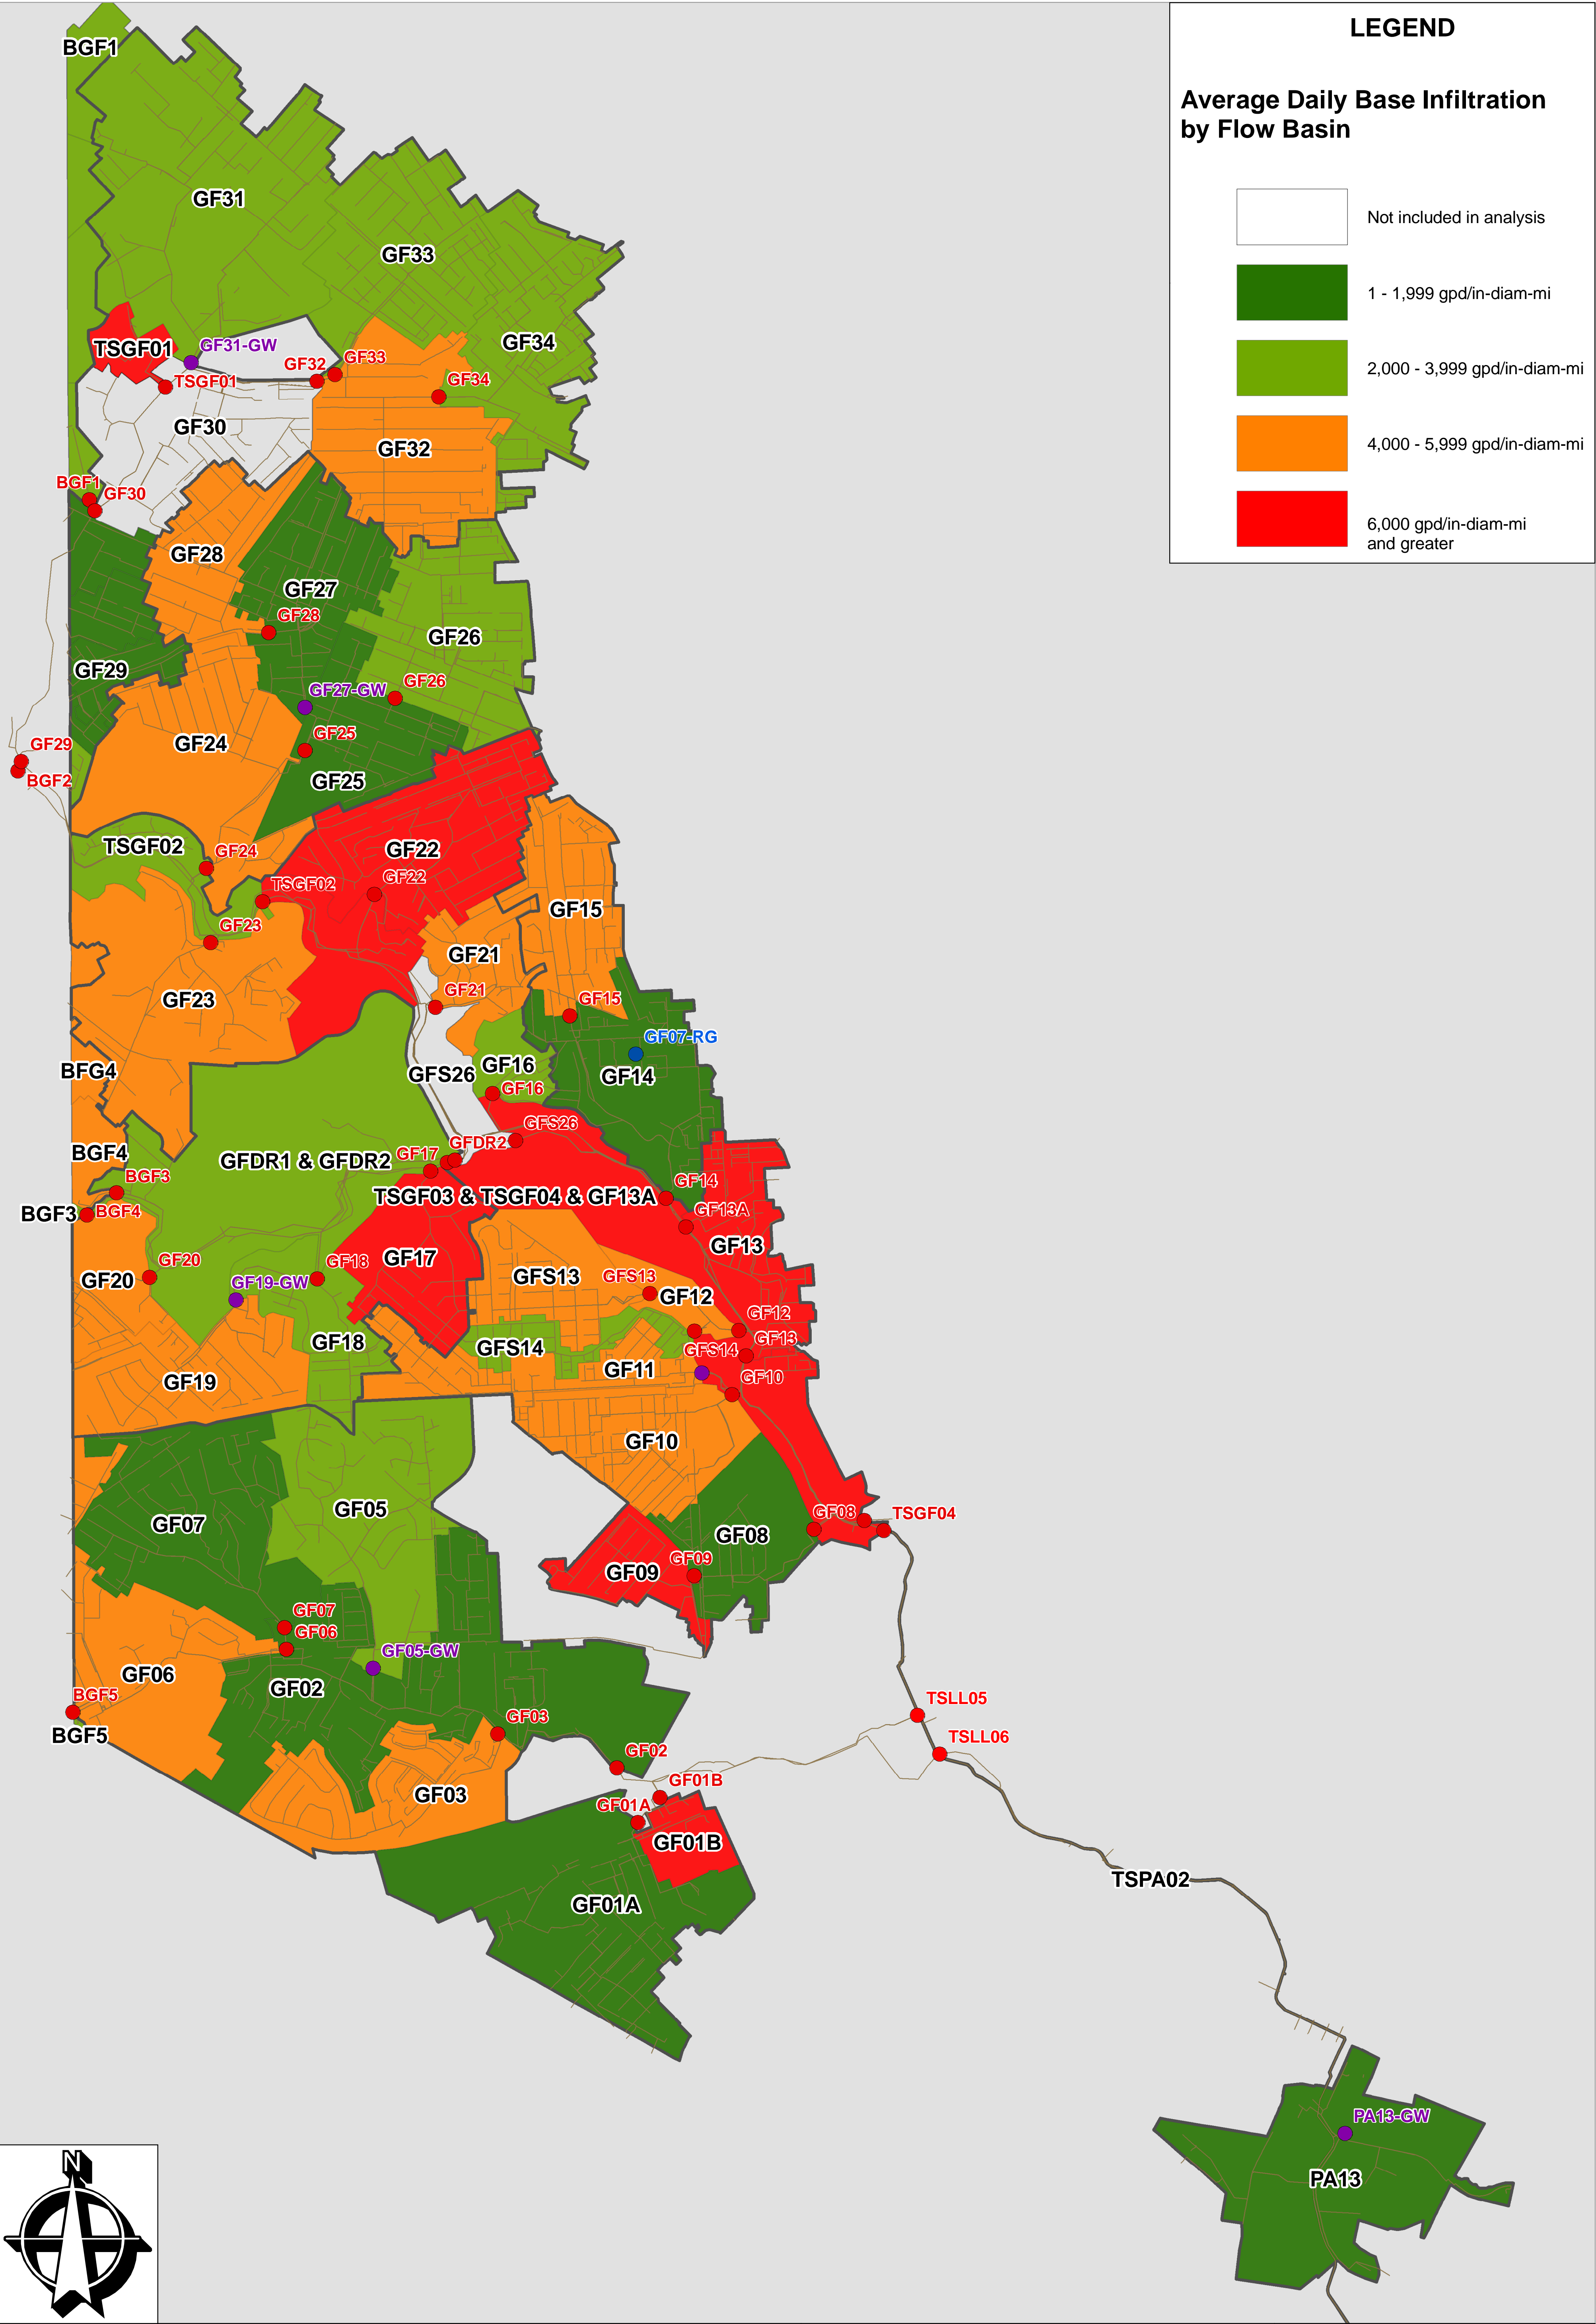 LEGEND
Average Daily Base Infiltration
by Flow Basin
Not included in analysis
1 - 1,999 gpd/in-diam-mi
2,000 - 3,999 gpd/in-diam-mi
4,000 - 5,999 gpd/in-diam-mi
6,000 gpd/in-diam-mi
and greater
BGF1
GF31
GF33
GF34
TSGF01
GF31-GW
GF32
GF33
TSGF01
GF34
GF30
GF32
BGF1
GF30
GF28
GF27
GF28
GF26
GF29
GF27-GW
GF26
GF24
GF25
GF29
BGF2
GF25
TSGF02
GF24
GF22
GF22
TSGF02
GF15
GF23
GF21
GF21
GF23
GF15
GF07-RG
BFG4
GFS26
GF16
GF14
GF16
GFS26
BGF4
GFDR1 & GFDR2
GF17
GFDR2
BGF3
TSGF03 & TSGF04 & GF13A
GF14
BGF3
BGF4
GF13A
GF13
GF20
GF20
GF19-GW
GF18
GF17
GFS13
GFS13
GF12
GF12
GF18
GFS14
GF13
GFS14
GF11
GF10
GF19
GF10
GF05
GF07
GF08
TSGF04
GF08
GF09
GF09
GF07
GF06
GF05-GW
GF06
GF02
BGF5
BGF5
GF03
TSLL05
TSLL06
GF02
GF03
GF01B
GF01A
GF01B
GF01A
TSPA02
PA13-GW
PA13
N